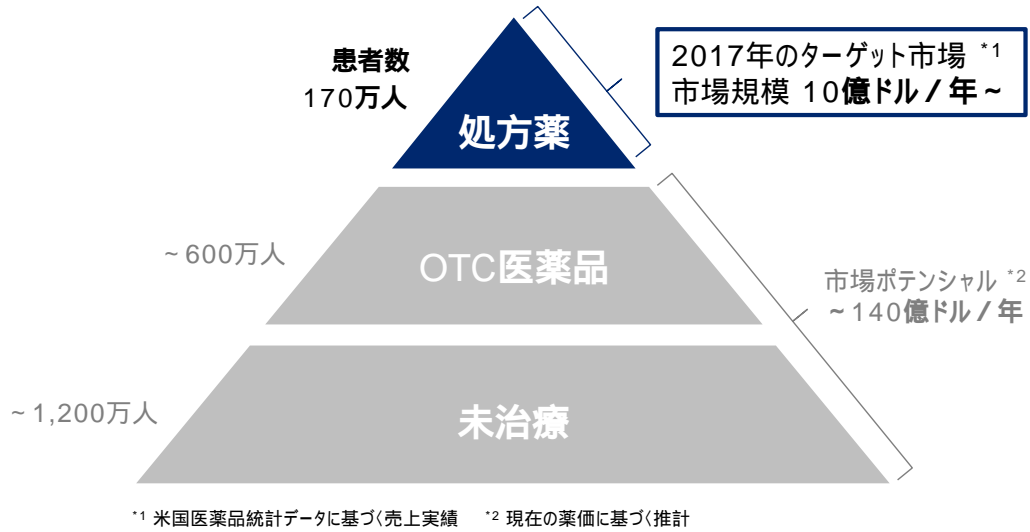 患者数
170万人
処方薬
2017年のターゲット市場 *1
市場規模 10億ドル / 年 ~
~ 600万人
OTC医薬品
市場ポテンシャル *2
~ 140億ドル / 年
~ 1,200万人
未治療
*1 米国医薬品統計データに基づく売上実績 *2 現在の薬価に基づく推計